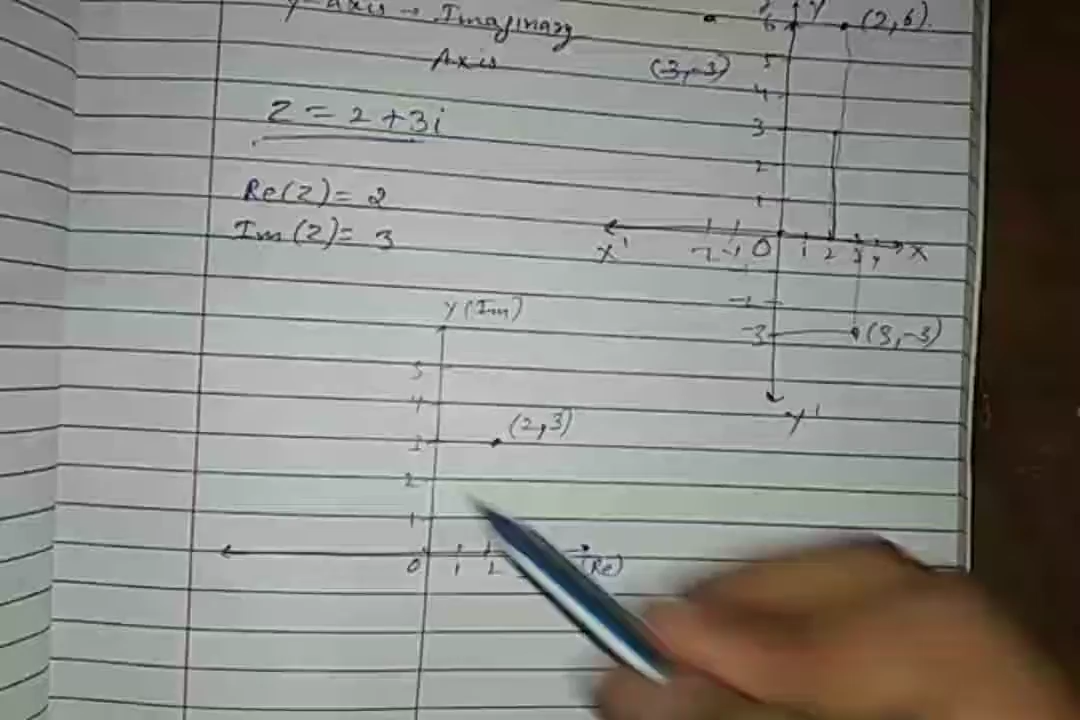 y-axis → Imaginary
Axis
Z = 2 + 3i
Re(Z) = 2
Im(Z) = 3
Y
6
(2,6).
5
(3,-3)
4
3
2
1
x'
-2 -1 0 1 2 3 4 x
-3
(3,-3)
y'
Y (Im)
5
4
3
(2,3)
2
1
0 1 2
(Re)